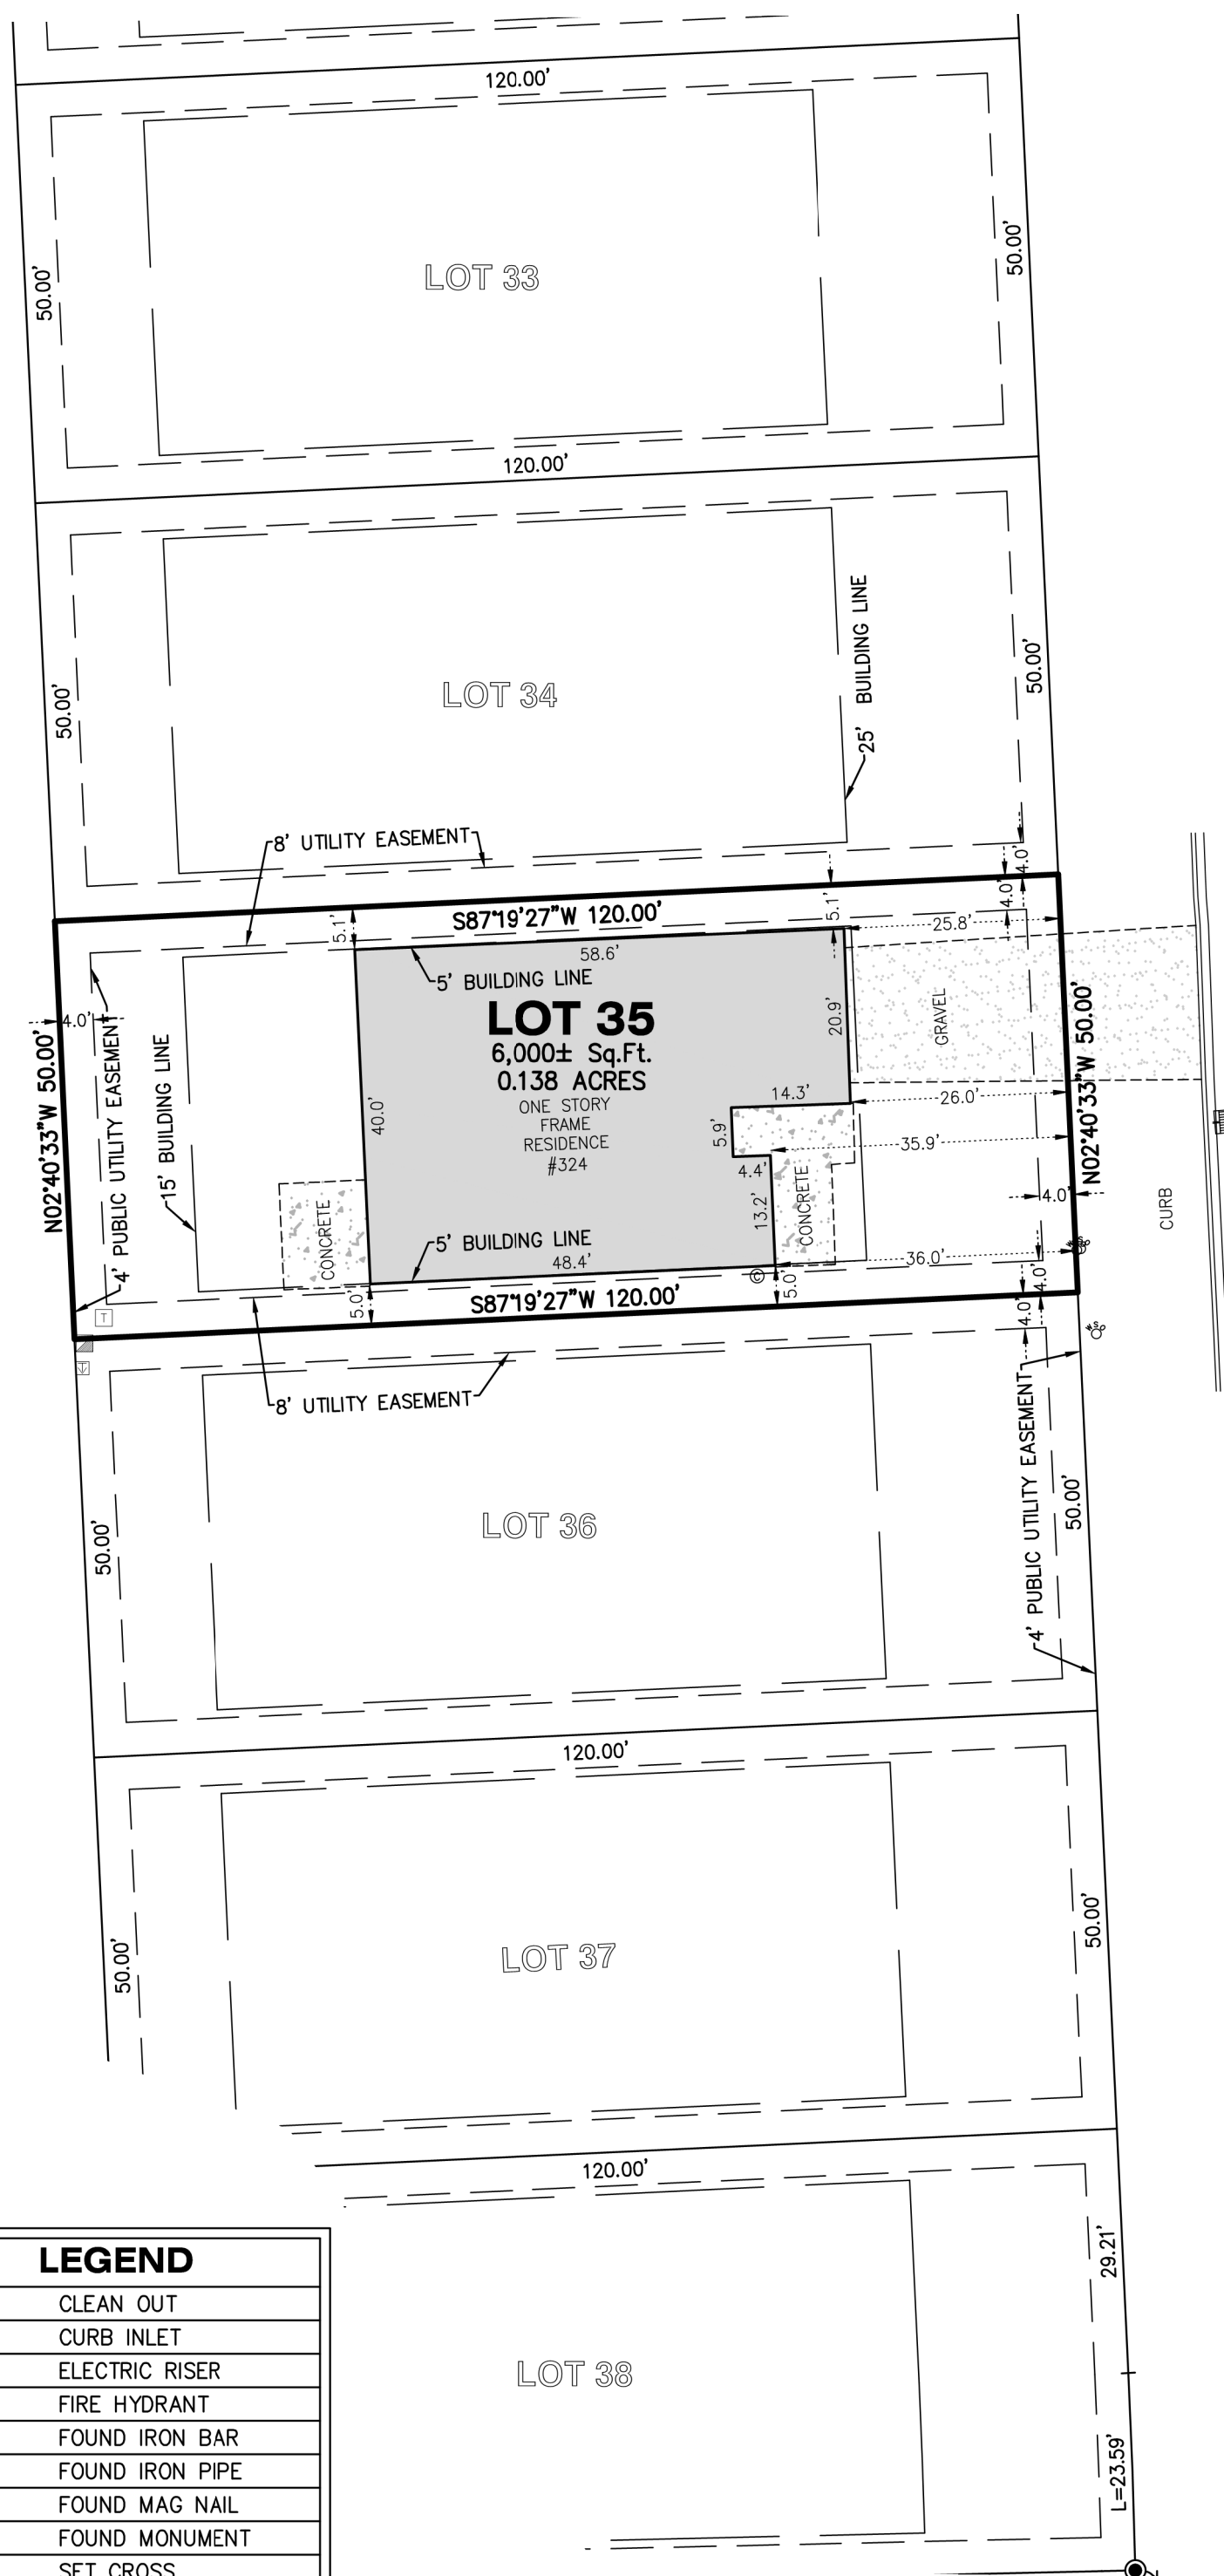 120.00'
50.00'
50.00'
LOT 33
120.00'
50.00'
50.00'
LOT 34
25' BUILDING LINE
8' UTILITY EASEMENT
4.0'
4.0'
5.1'
S87°19'27"W 120.00'
5.1'
25.8'
58.6'
5' BUILDING LINE
LOT 35
6,000± Sq.Ft.
0.138 ACRES
ONE STORY
FRAME
RESIDENCE
#324
20.9'
GRAVEL
4.0'
N02°40'33"W 50.00'
4' PUBLIC UTILITY EASEMENT
15' BUILDING LINE
40.0'
14.3'
26.0'
N02°40'33"W 50.00'
5.9'
35.9'
4.4'
13.2'
CONCRETE
4.0'
CURB
CONCRETE
5' BUILDING LINE
48.4'
36.0'
C
5.0'
S87°19'27"W 120.00'
5.0'
4.0'
4.0'
T
8' UTILITY EASEMENT
4' PUBLIC UTILITY EASEMENT
50.00'
50.00'
LOT 36
120.00'
50.00'
50.00'
LOT 37
120.00'
29.21'
LOT 38
L=23.59'
LEGEND
CLEAN OUT
CURB INLET
ELECTRIC RISER
FIRE HYDRANT
FOUND IRON BAR
FOUND IRON PIPE
FOUND MAG NAIL
FOUND MONUMENT
SET CROSS